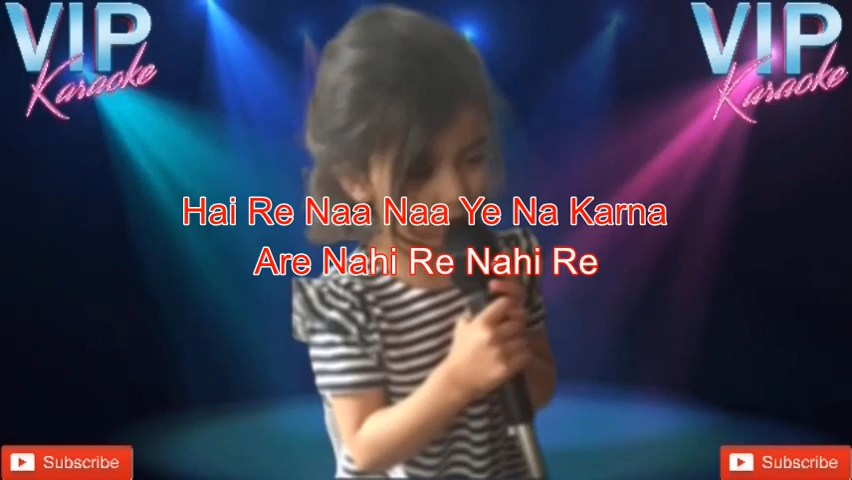 VIP
Karaoke
VIP
Karaoke
Hai Re Naa Naa Ye Na Karna
Are Nahi Re Nahi Re
Subscribe
Subscribe